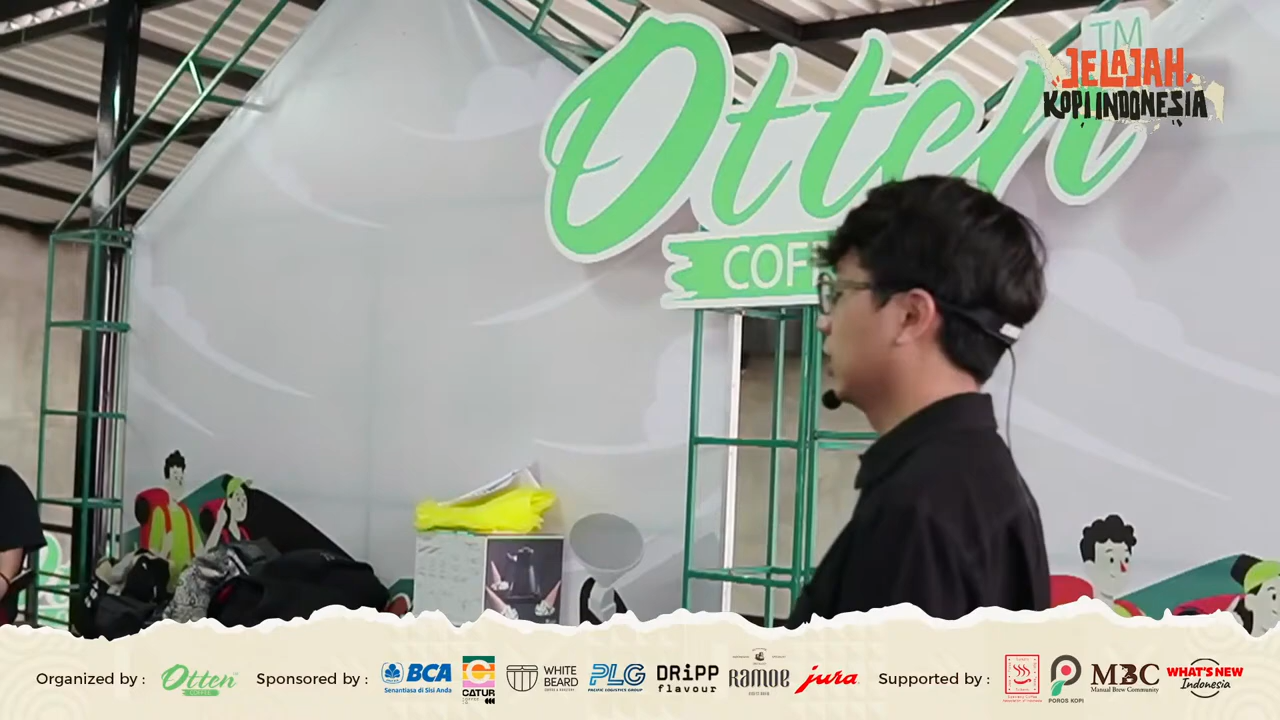 Otten
TM
COFF
JELAJAH
KOPI INDONESIA
Organized by :
Otten
COFFEE
Sponsored by :
BCA
Senantiasa di Sisi Anda
CATUR
WHITE
BEARD
PLG
PACIFIC LOGISTICS GROUP
DRiPP
flavour
RAMOE
jura
Supported by :
POROS KOPI
MBC
Manual Brew Community
WHAT'S NEW
Indonesia